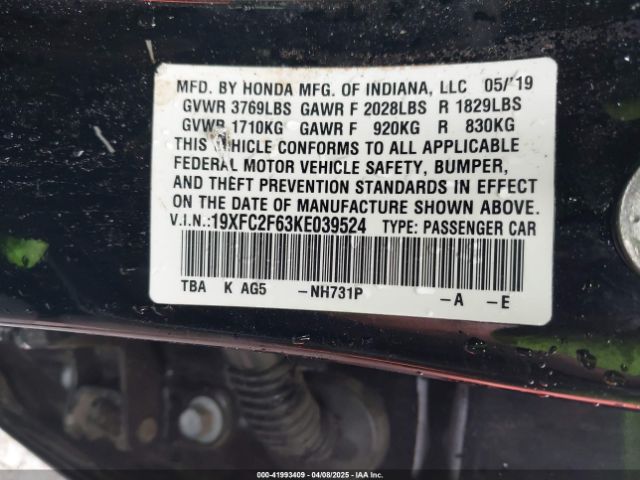 MFD. BY HONDA MFG. OF INDIANA, LLC 05/19
GVWR 3769LBS GAWR F 2028LBS R 1829LBS
GVWR 1710KG GAWR F 920KG R 830KG
THIS VEHICLE CONFORMS TO ALL APPLICABLE
FEDERAL MOTOR VEHICLE SAFETY, BUMPER,
AND THEFT PREVENTION STANDARDS IN EFFECT
ON THE DATE OF MANUFACTURE SHOWN ABOVE.
V.I.N.:19XFC2F63KE039524 TYPE: PASSENGER CAR
TBA K AG5 -NH731P -A -E
000-41993409 04/08/2025 IAAI.COM